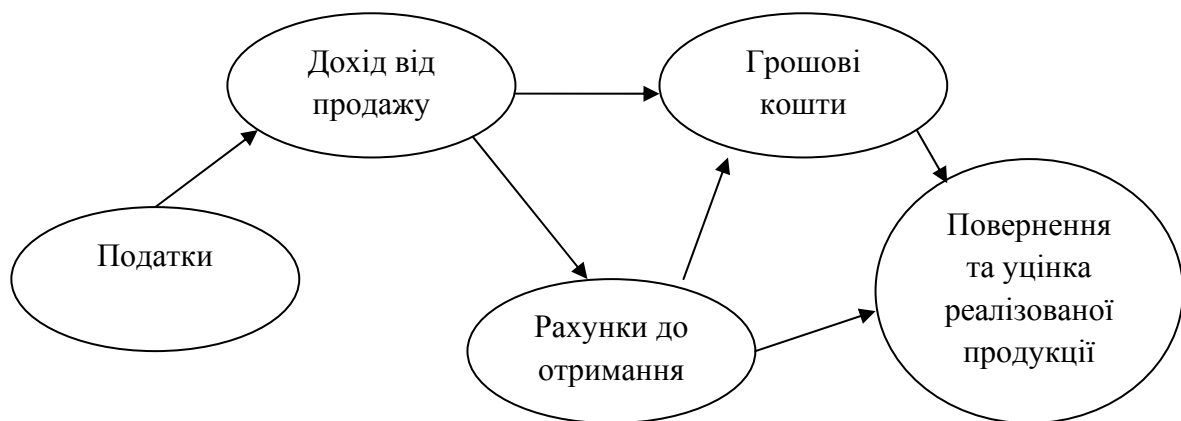 Дохід від
продажу
Грошові
кошти
Податки
Рахунки до
отримання
Повернення
та уцінка
реалізованої
продукції